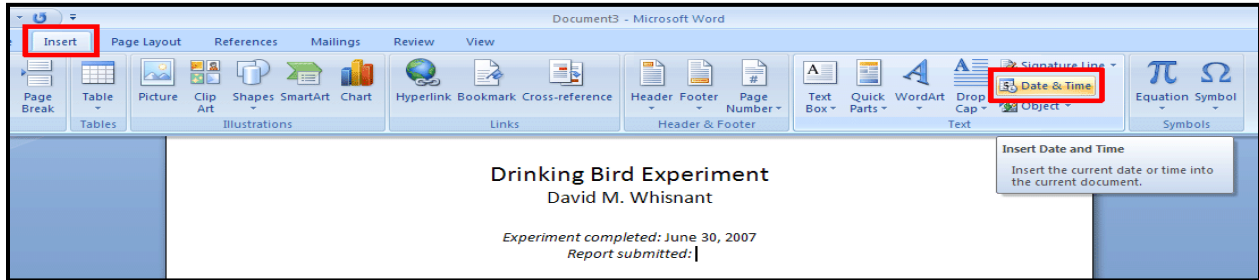 Document3 - Microsoft Word
Insert Page Layout References Mailings Review View
Page Break
Table
Picture
Clip Art
Shapes
SmartArt
Chart
Hyperlink
Bookmark
Cross-reference
Header
Footer
Page Number
Text Box
Quick Parts
WordArt
Drop Cap
Signature Line
Date & Time
Object
Equation
Symbol
Tables
Illustrations
Links
Header & Footer
Text
Symbols
Insert Date and Time
Insert the current date or time into
the current document.
Drinking Bird Experiment
David M. Whisnant
Experiment completed: June 30, 2007
Report submitted: